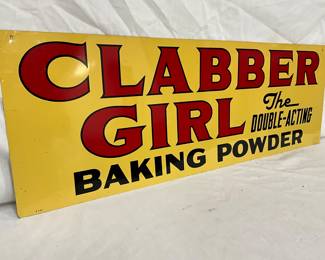 CLABBER
GIRL The
DOUBLE-ACTING
BAKING POWDER